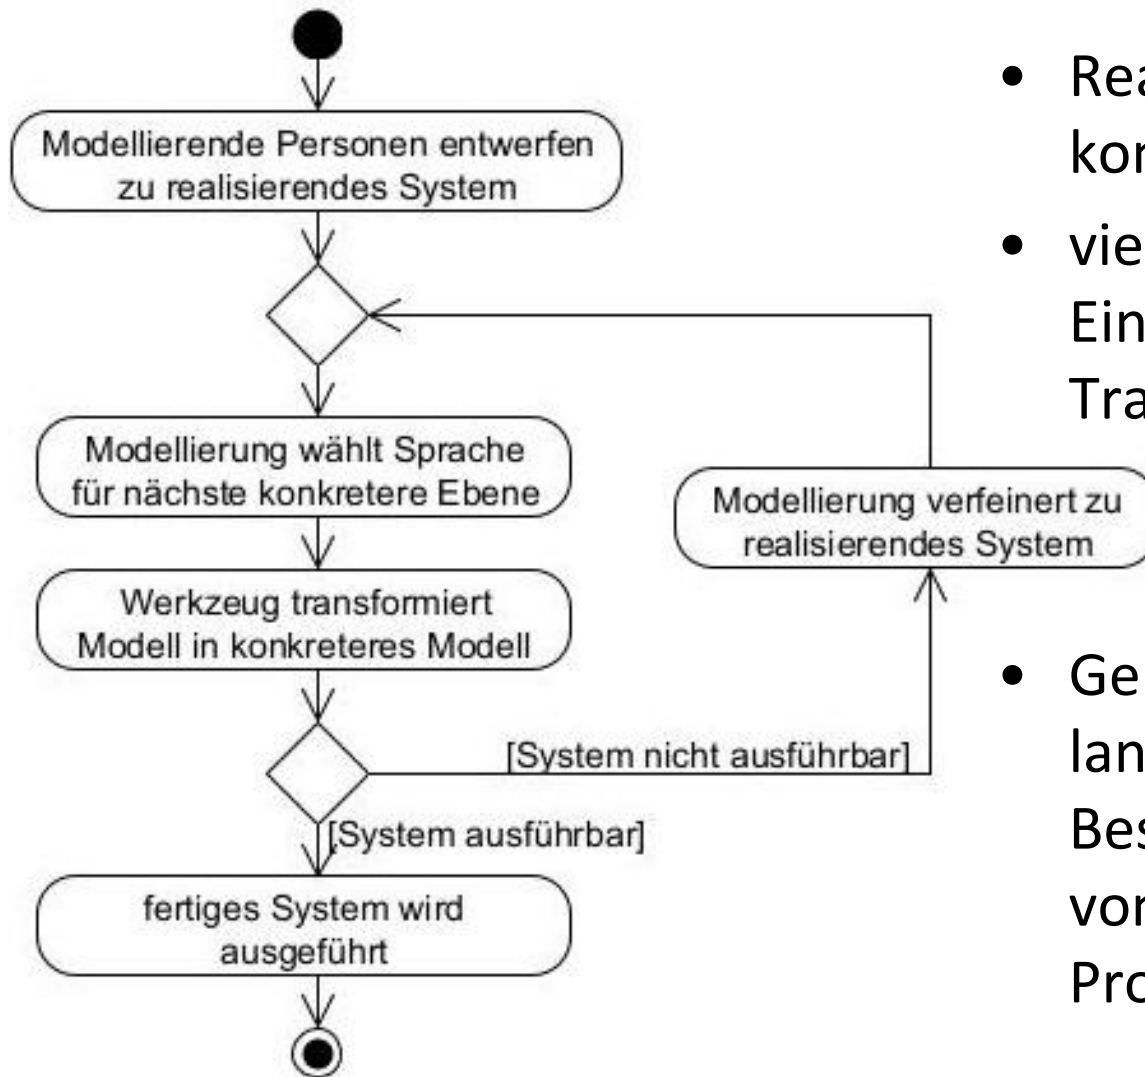 Modellierende Personen entwerfen
zu realisierendes System
Modellierung wählt Sprache
für nächste konkretere Ebene
Werkzeug transformiert
Modell in konkreteres Modell
[System nicht ausführbar]
Modellierung verfeinert zu
realisierendes System
[System ausführbar]
fertiges System wird
ausgeführt
• Rea
kor
• vie
Ein
Tra
• Ge
lan
Bes
vor
Pro